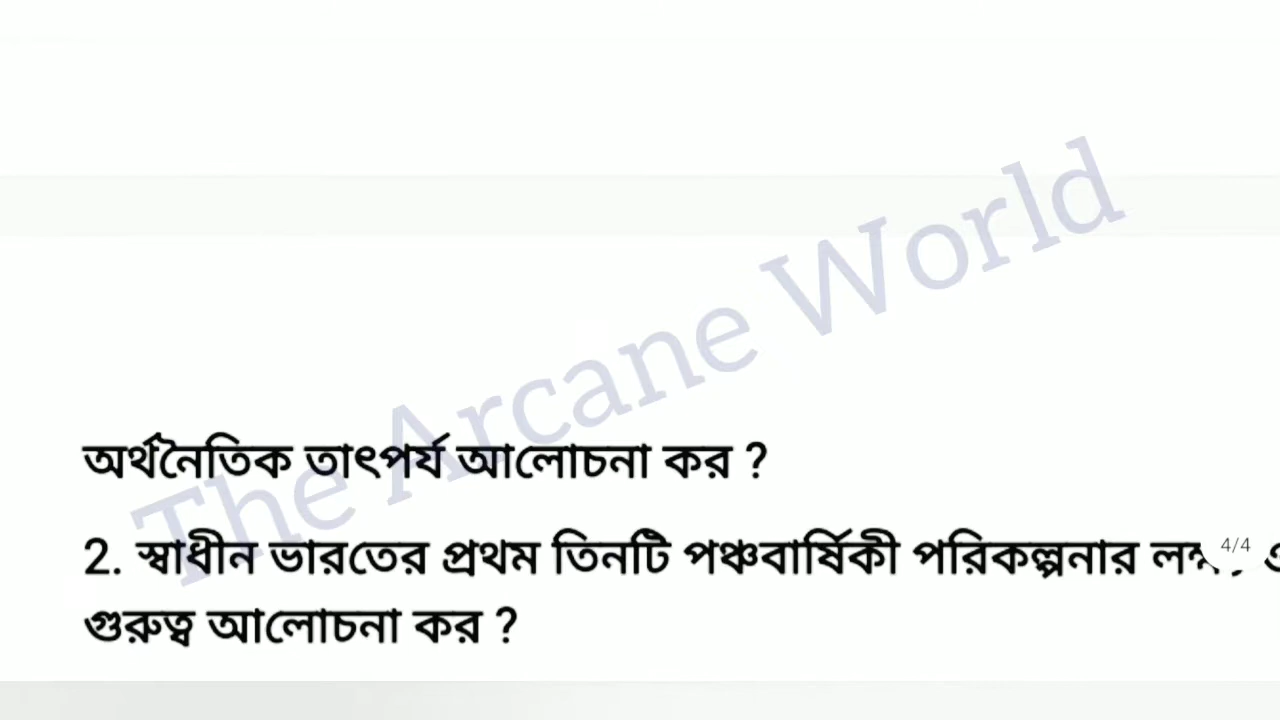 The Arcane World
অর্থনৈতিক তাৎপর্য আলোচনা কর ?
2. স্বাধীন ভারতের প্রথম তিনটি পঞ্চবার্ষিকী পরিকল্পনার
4/4
গুরুত্ব আলোচনা কর ?